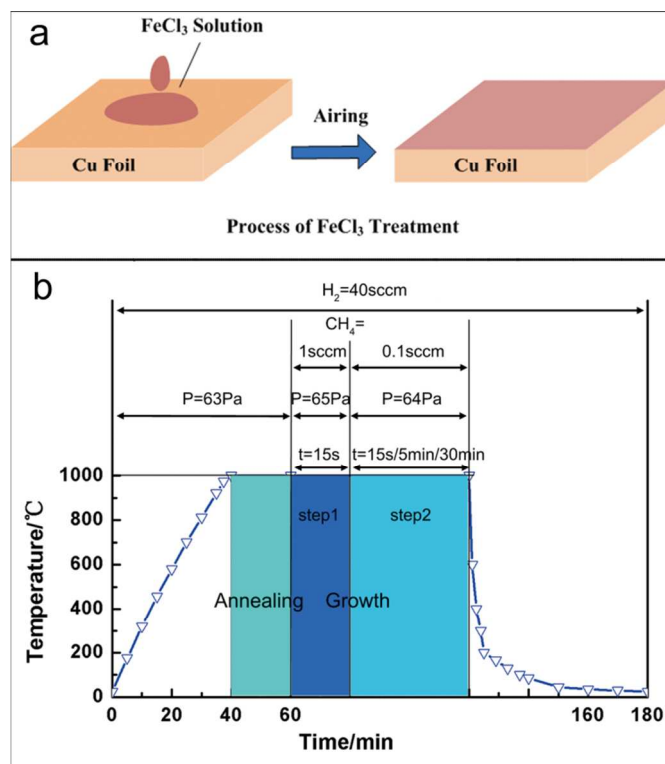 a
FeCl₃ Solution
Airing
Cu Foil
Cu Foil
Process of FeCl₃ Treatment
b
H₂=40sccm
CH₄=
1sccm 0.1sccm
P=63Pa P=65Pa P=64Pa
t=15s t=15s/5min/30min
1000
800
600
400
200
0
Temperature/℃
step1 step2
Annealing Growth
0 20 40 60 160 180
Time/min